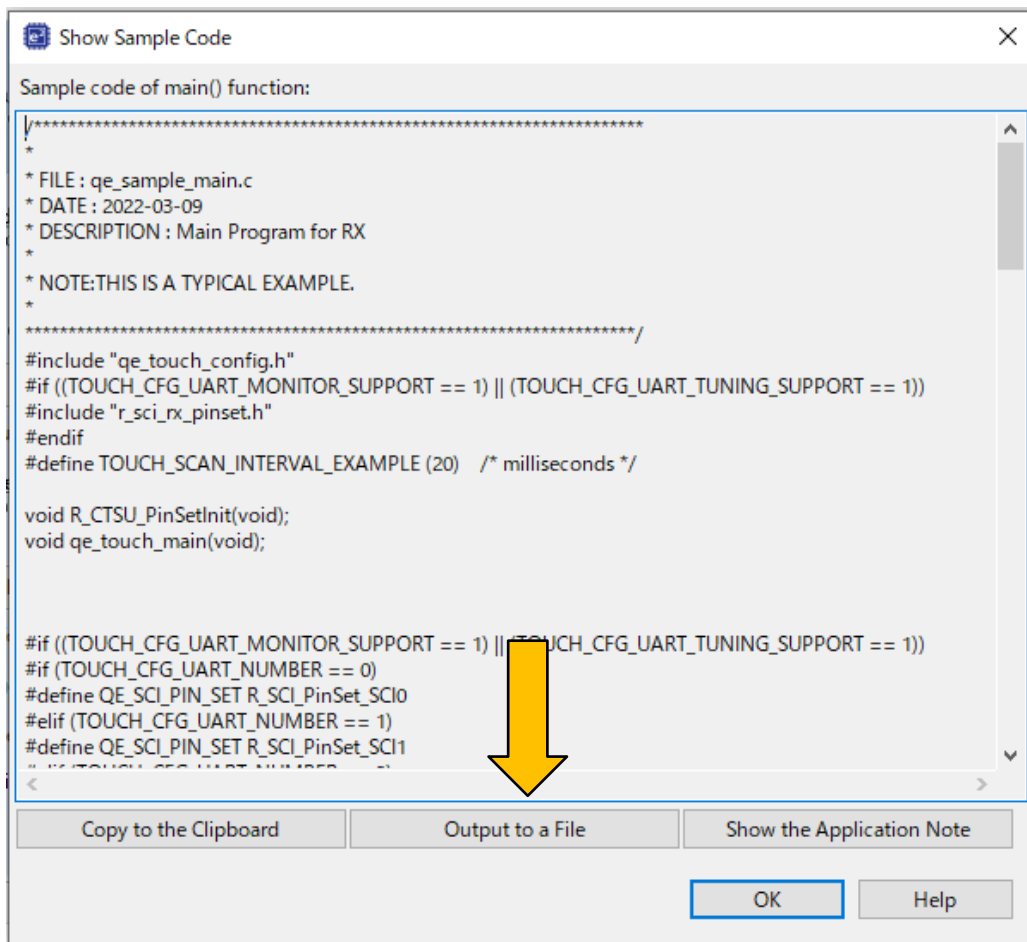 Show Sample Code
Sample code of main() function:
/************************************************************************
*
* FILE : qe_sample_main.c
* DATE : 2022-03-09
* DESCRIPTION : Main Program for RX
*
* NOTE:THIS IS A TYPICAL EXAMPLE.
*
************************************************************************/
#include "qe_touch_config.h"
#if ((TOUCH_CFG_UART_MONITOR_SUPPORT == 1) || (TOUCH_CFG_UART_TUNING_SUPPORT == 1))
#include "r_sci_rx_pinset.h"
#endif
#define TOUCH_SCAN_INTERVAL_EXAMPLE (20) /* milliseconds */
void R_CTSU_PinSetInit(void);
void qe_touch_main(void);
#if ((TOUCH_CFG_UART_MONITOR_SUPPORT == 1) || (TOUCH_CFG_UART_TUNING_SUPPORT == 1))
#if (TOUCH_CFG_UART_NUMBER == 0)
#define QE_SCI_PIN_SET R_SCI_PinSet_SCI0
#elif (TOUCH_CFG_UART_NUMBER == 1)
#define QE_SCI_PIN_SET R_SCI_PinSet_SCI1
Copy to the Clipboard
Output to a File
Show the Application Note
OK
Help